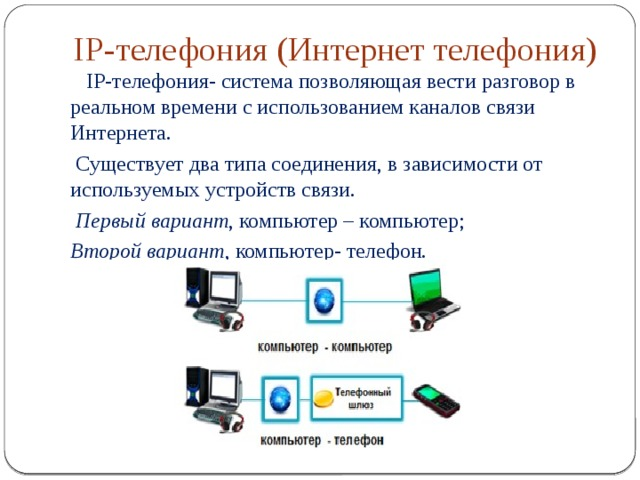 IP-телефония (Интернет телефония)
IP-телефония- система позволяющая вести разговор в
реальном времени с использованием каналов связи
Интернета.
Существует два типа соединения, в зависимости от
используемых устройств связи.
Первый вариант, компьютер – компьютер;
Второй вариант, компьютер- телефон.
компьютер - компьютер
Телефонный
шлюз
компьютер - телефон